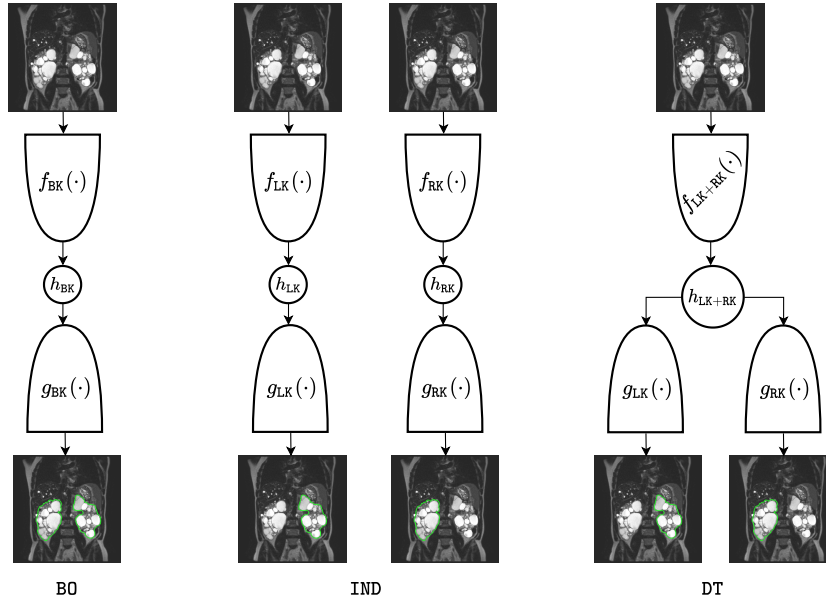 f_BK(·) f_LK(·) f_RK(·) f_LK+RK(·)
h_BK h_LK h_RK h_LK+RK
g_BK(·) g_LK(·) g_RK(·) g_LK(·) g_RK(·)
BO IND DT